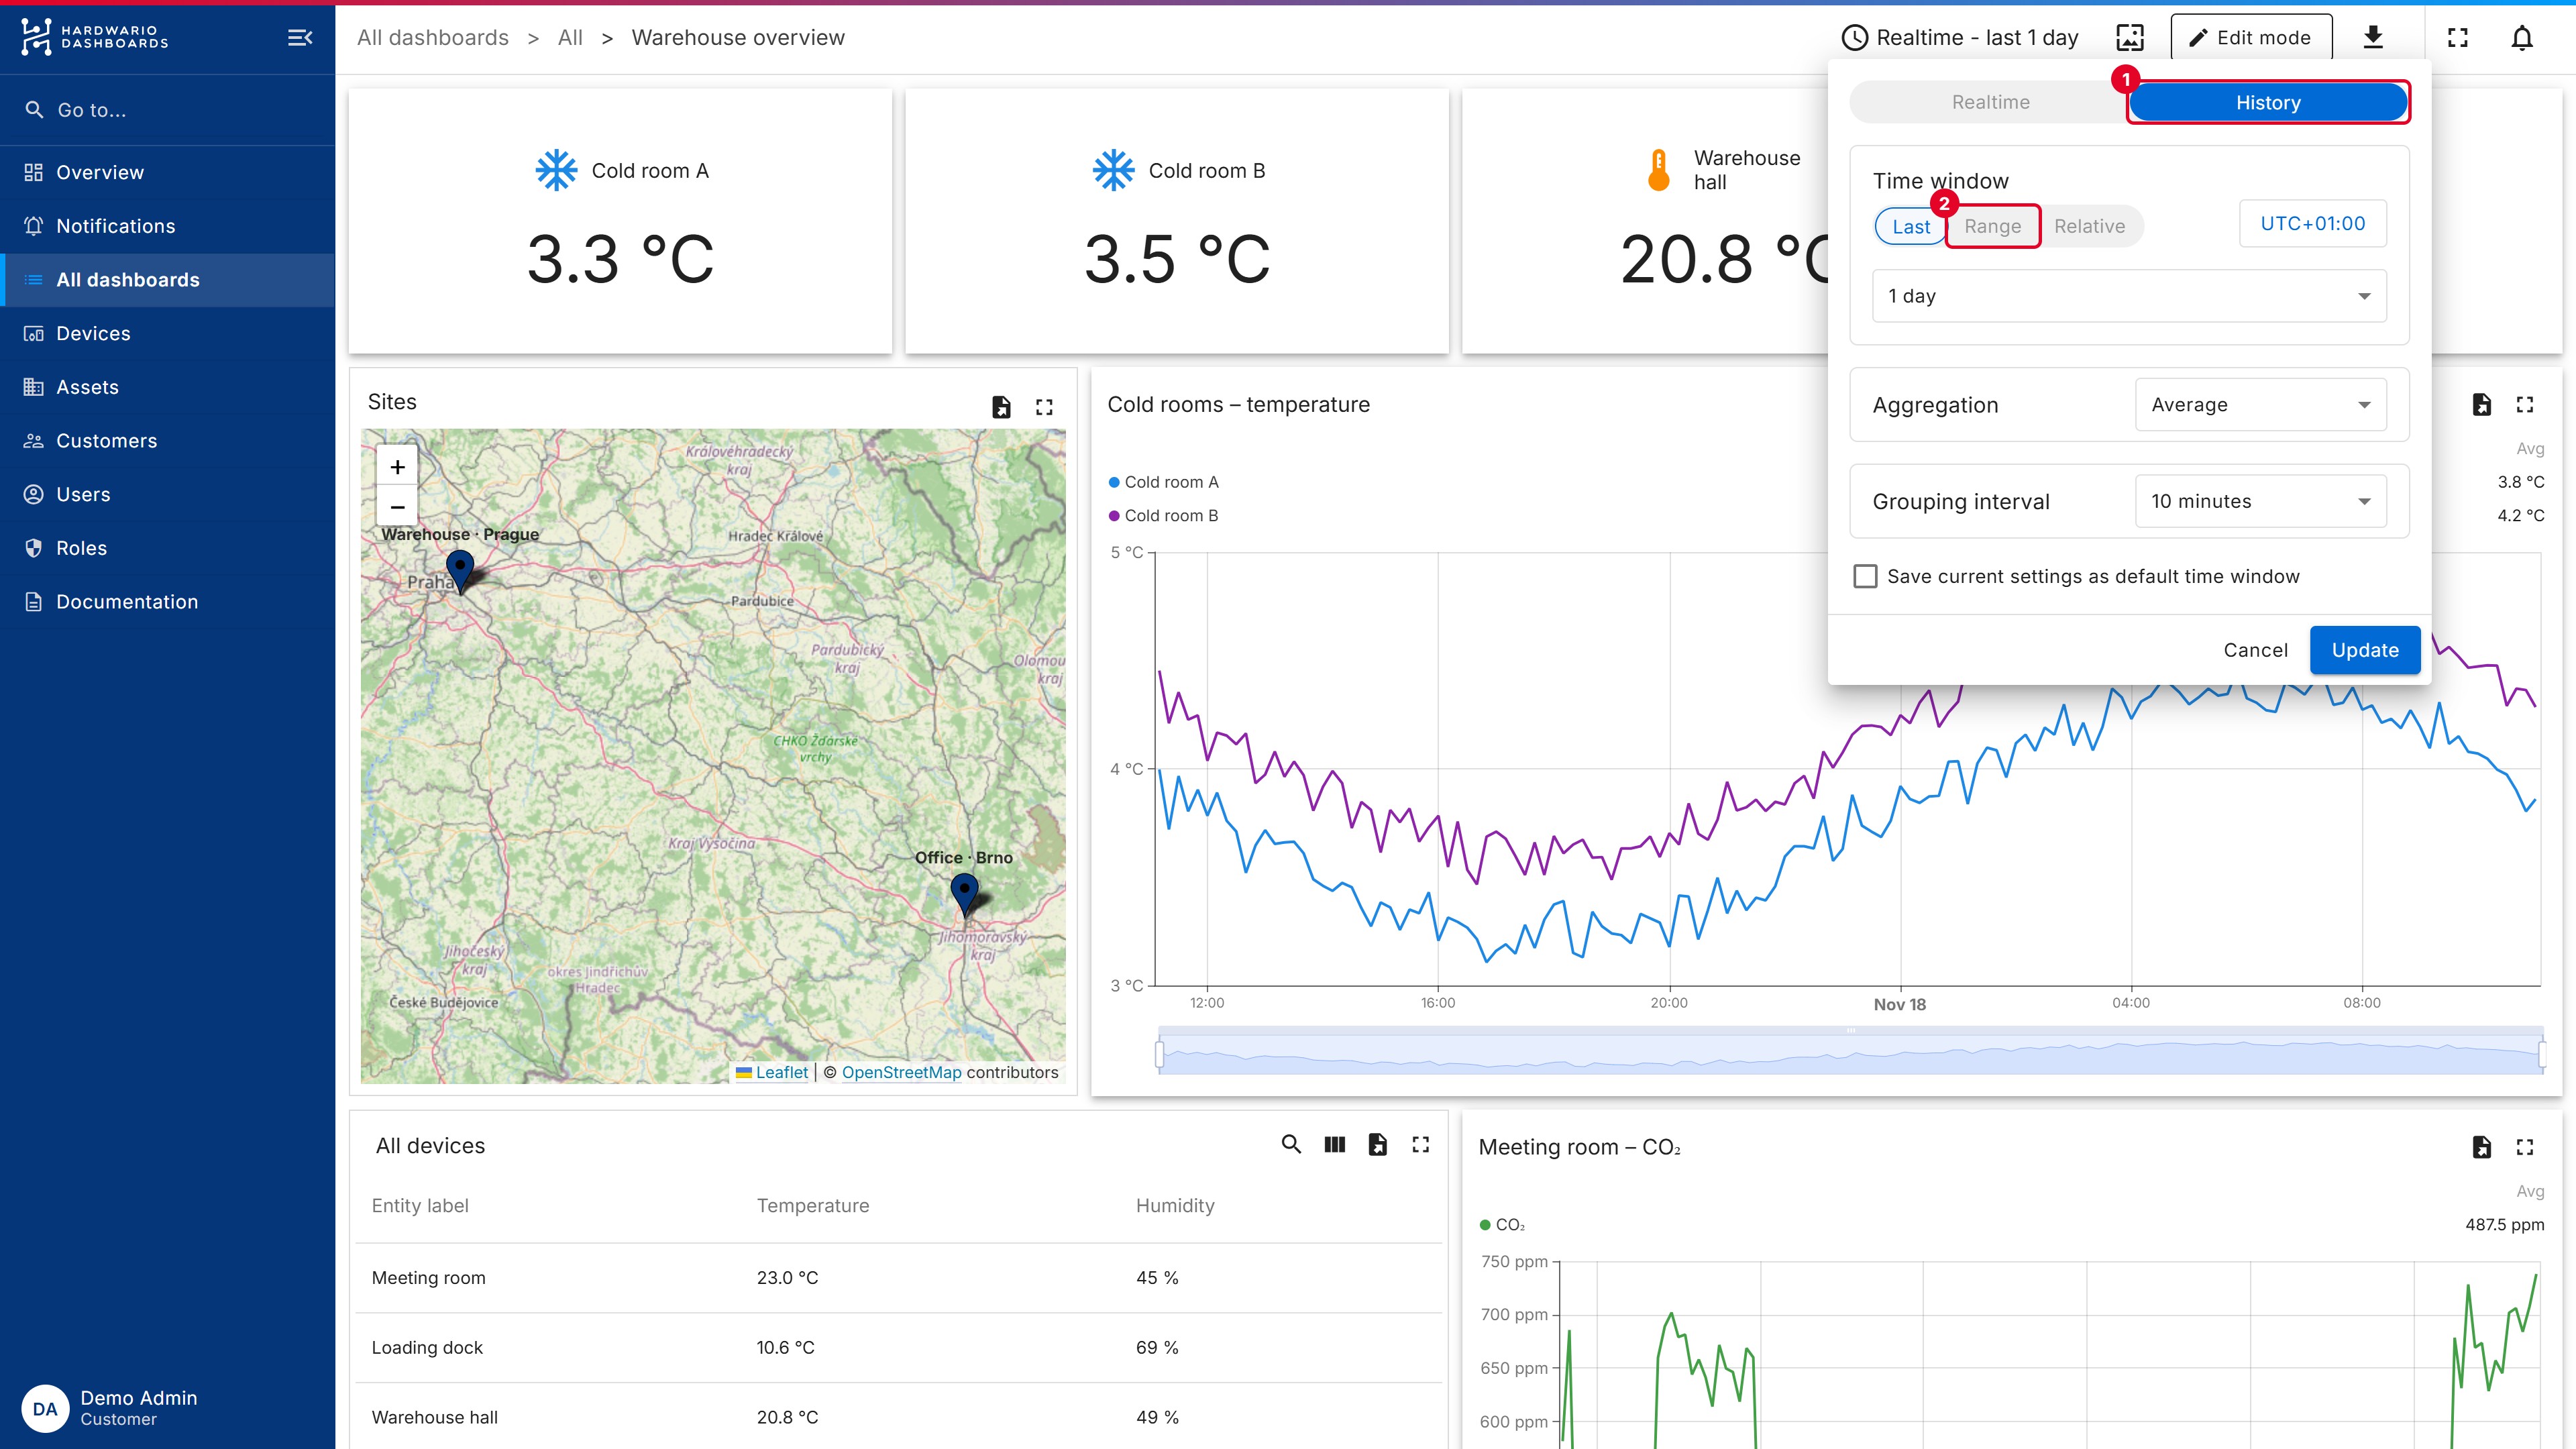 HARDWARIO
DASHBOARDS
Go to...
Overview
Notifications
All dashboards
Devices
Assets
Customers
Users
Roles
Documentation
DA
Demo Admin
Customer
All dashboards > All > Warehouse overview
Realtime - last 1 day
Edit mode
Cold room A
3.3 °C
Cold room B
3.5 °C
Warehouse
hall
20.8 °C
1
Realtime
History
Time window
2
Last
Range
Relative
UTC+01:00
1 day
Aggregation
Average
Grouping interval
10 minutes
Save current settings as default time window
Cancel
Update
Sites
+
−
Královéhradecký
kraj
Warehouse · Prague
Hradec Králové
Praha
Pardubice
Pardubický
kraj
Olomou
kraj
CHKO Žďárské
vrchy
Kraj Vysočina
Office · Brno
Jihomoravský
kraj
Jihočeský
kraj
okres Jindřichův
Hradec
České Budějovice
Leaflet | © OpenStreetMap contributors
Cold rooms – temperature
Avg
Cold room A
3.8 °C
Cold room B
4.2 °C
5 °C
4 °C
3 °C
12:00
16:00
20:00
Nov 18
04:00
08:00
All devices
Entity label
Temperature
Humidity
Meeting room
23.0 °C
45 %
Loading dock
10.6 °C
69 %
Warehouse hall
20.8 °C
49 %
Meeting room – CO₂
Avg
CO₂
487.5 ppm
750 ppm
700 ppm
650 ppm
600 ppm